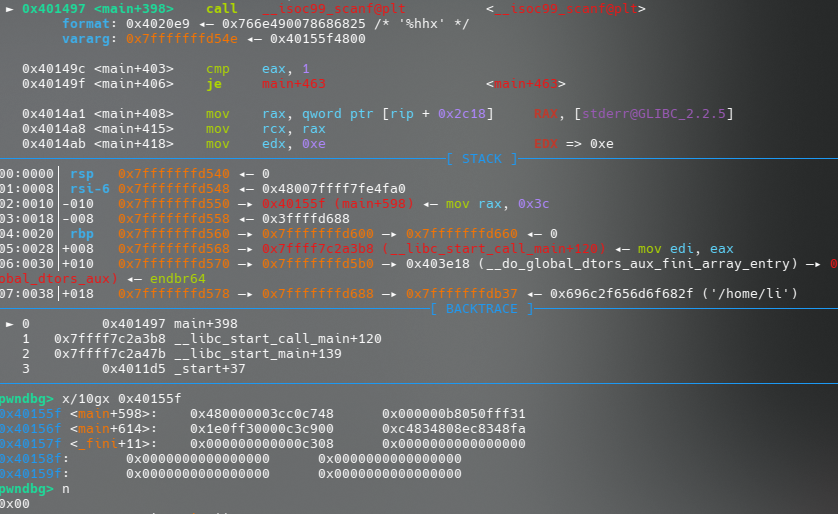 ► 0x401497 <main+398> call __isoc99_scanf@plt <__isoc99_scanf@plt>
format: 0x4020e9 ◂— 0x766e490078686825 /* '%hhx' */
vararg: 0x7fffffffd54e ◂— 0x40155f4800
0x40149c <main+403> cmp eax, 1
0x40149f <main+406> je main+463 <main+463>
0x4014a1 <main+408> mov rax, qword ptr [rip + 0x2c18] RAX, [stderr@GLIBC_2.2.5]
0x4014a8 <main+415> mov rcx, rax
0x4014ab <main+418> mov edx, 0xe EDX => 0xe
[ STACK ]
00:0000│ rsp 0x7fffffffd540 ◂— 0
01:0008│ rsi-6 0x7fffffffd548 ◂— 0x48007ffff7fe4fa0
02:0010│-010 0x7fffffffd550 —▸ 0x40155f (main+598) ◂— mov rax, 0x3c
03:0018│-008 0x7fffffffd558 ◂— 0x3ffffd688
04:0020│ rbp 0x7fffffffd560 —▸ 0x7fffffffd600 —▸ 0x7fffffffd660 ◂— 0
05:0028│+008 0x7fffffffd568 —▸ 0x7ffff7c2a3b8 (__libc_start_call_main+120) ◂— mov edi, eax
06:0030│+010 0x7fffffffd570 —▸ 0x7fffffffd5b0 —▸ 0x403e18 (__do_global_dtors_aux_fini_array_entry) —▸ 0
obal_dtors_aux) ◂— endbr64
07:0038│+018 0x7fffffffd578 —▸ 0x7fffffffd688 —▸ 0x7fffffffdb37 ◂— 0x696c2f656d6f682f ('/home/li')
[ BACKTRACE ]
► 0 0x401497 main+398
1 0x7ffff7c2a3b8 __libc_start_call_main+120
2 0x7ffff7c2a47b __libc_start_main+139
3 0x4011d5 _start+37
pwndbg> x/10gx 0x40155f
0x40155f <main+598>: 0x480000003cc0c748 0x000000b8050fff31
0x40156f <main+614>: 0x1e0ff30000c3c900 0xc4834808ec8348fa
0x40157f <_fini+11>: 0x000000000000c308 0x0000000000000000
0x40158f: 0x0000000000000000 0x0000000000000000
0x40159f: 0x0000000000000000 0x0000000000000000
pwndbg> n
0x00